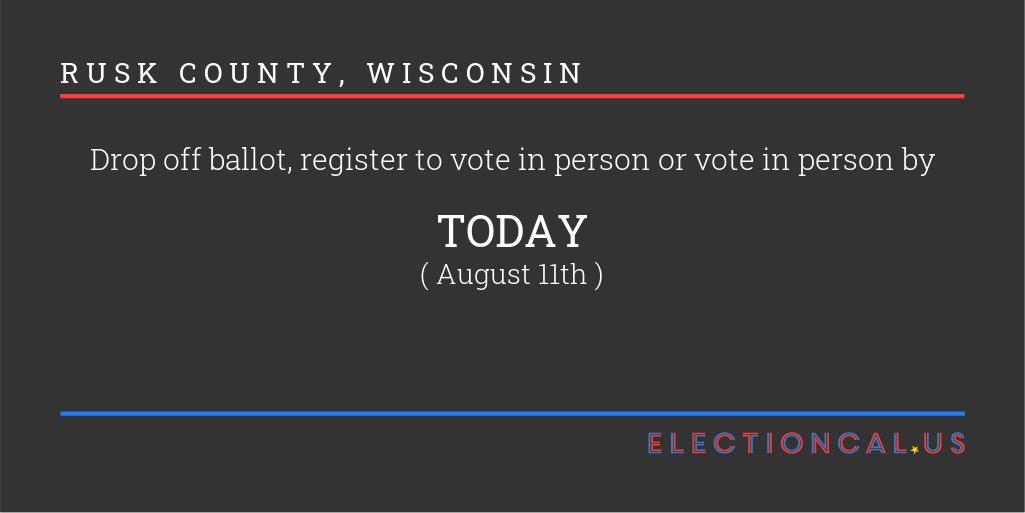 RUSK COUNTY, WISCONSIN
Drop off ballot, register to vote in person or vote in person by
TODAY
( August 11th )
ELECTIONCAL.US